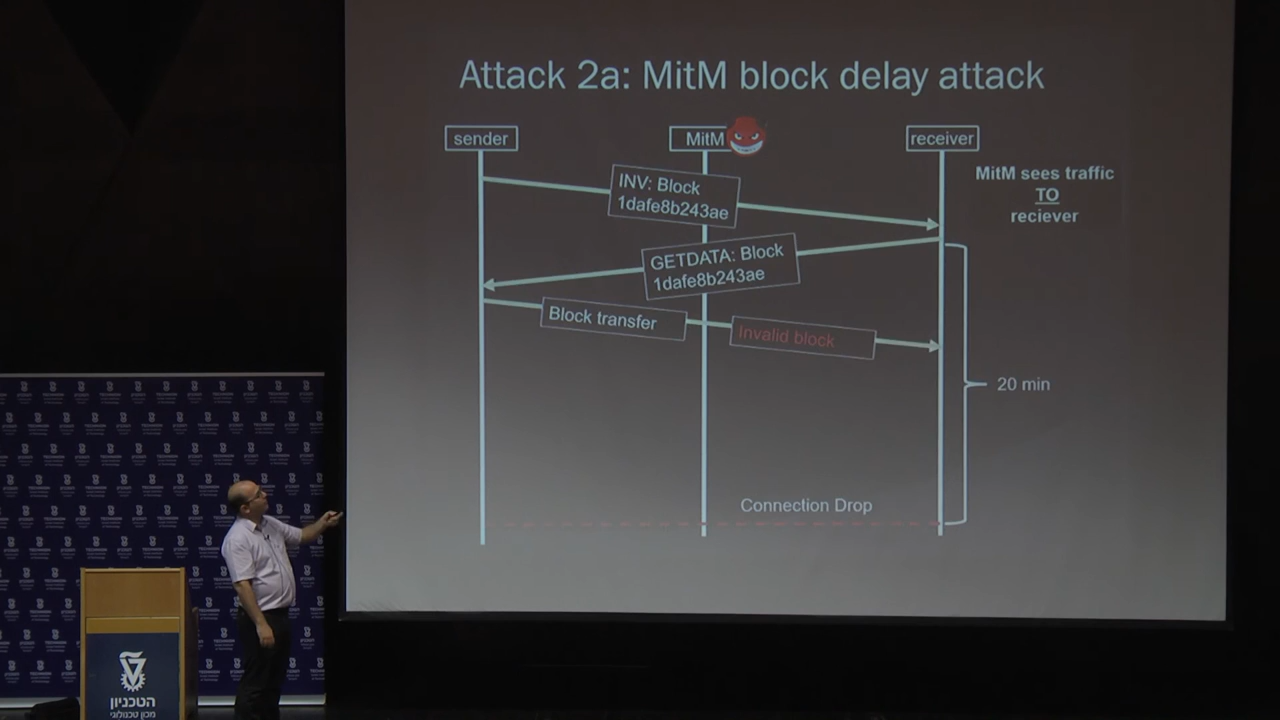 Attack 2a: MitM block delay attack
sender
MitM
receiver
INV: Block
1dafe8b243ae
MitM sees traffic
TO
reciever
GETDATA: Block
1dafe8b243ae
Block transfer
Invalid block
20 min
Connection Drop
הטכניון
מכון טכנולוגי